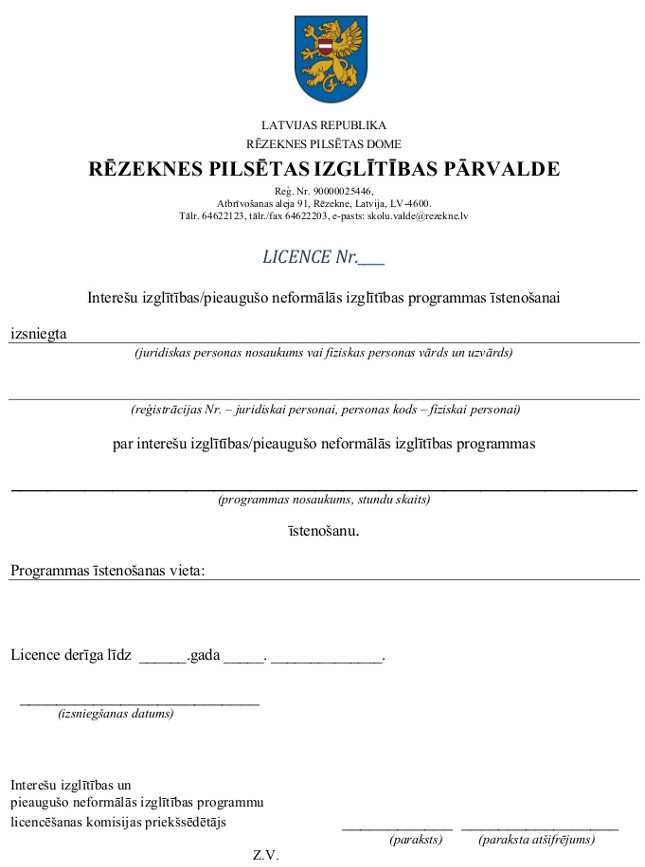 LATVIJAS REPUBLIKA
RĒZEKNES PILSĒTAS DOME
RĒZEKNES PILSĒTAS IZGLĪTĪBAS PĀRVALDE
Reģ. Nr. 90000025446,
Atbrīvošanas aleja 91, Rēzekne, Latvija, LV-4600.
Tālr. 64622123, tālr./fax 64622203, e-pasts: skolu.valde@rezekne.lv
LICENCE Nr.___
Interešu izglītības/pieaugušo neformālās izglītības programmas īstenošanai
izsniegta
(juridiskas personas nosaukums vai fiziskas personas vārds un uzvārds)
(reģistrācijas Nr. – juridiskai personai, personas kods – fiziskai personai)
par interešu izglītības/pieaugušo neformālās izglītības programmas
(programmas nosaukums, stundu skaits)
īstenošanu.
Programmas īstenošanas vieta:
Licence derīga līdz ______.gada _____. ______________.
(izsniegšanas datums)
Interešu izglītības un
pieaugušo neformālās izglītības programmu
licencēšanas komisijas priekšsēdētājs
(paraksts) (paraksta atšifrējums)
Z.V.